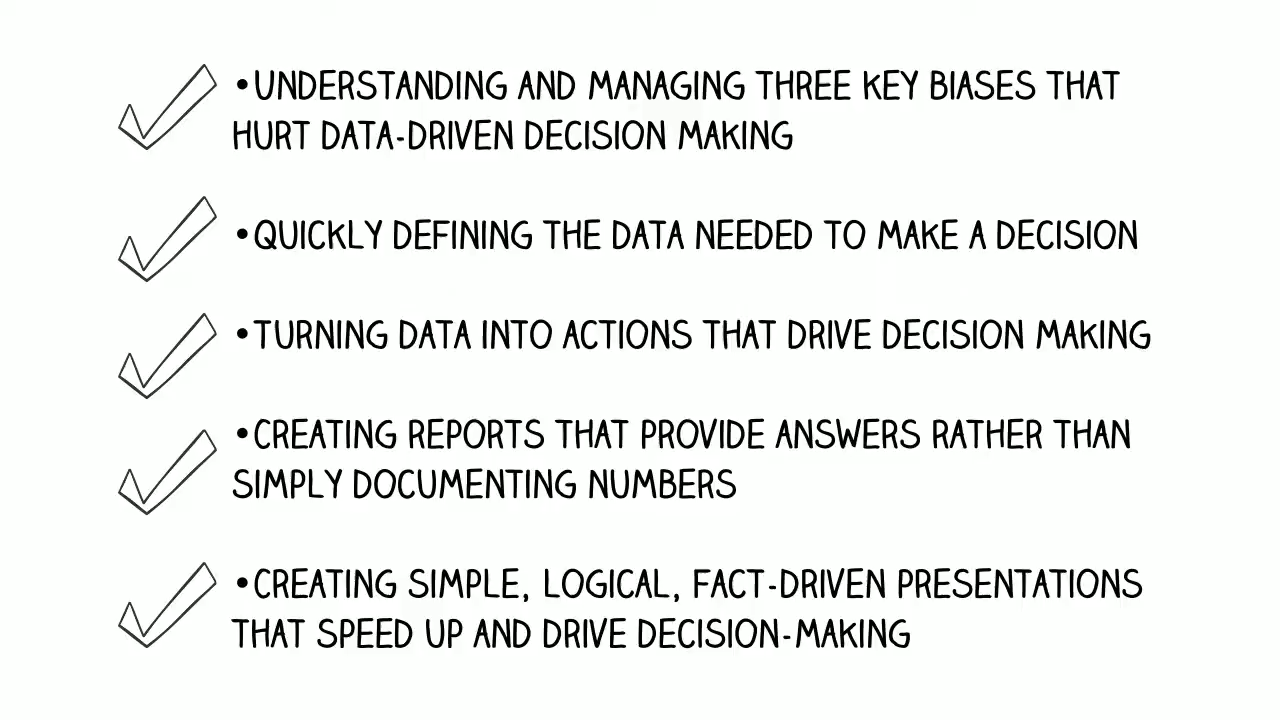 •UNDERSTANDING AND MANAGING THREE KEY BIASES THAT
HURT DATA-DRIVEN DECISION MAKING
•QUICKLY DEFINING THE DATA NEEDED TO MAKE A DECISION
•TURNING DATA INTO ACTIONS THAT DRIVE DECISION MAKING
•CREATING REPORTS THAT PROVIDE ANSWERS RATHER THAN
SIMPLY DOCUMENTING NUMBERS
•CREATING SIMPLE, LOGICAL, FACT-DRIVEN PRESENTATIONS
THAT SPEED UP AND DRIVE DECISION-MAKING